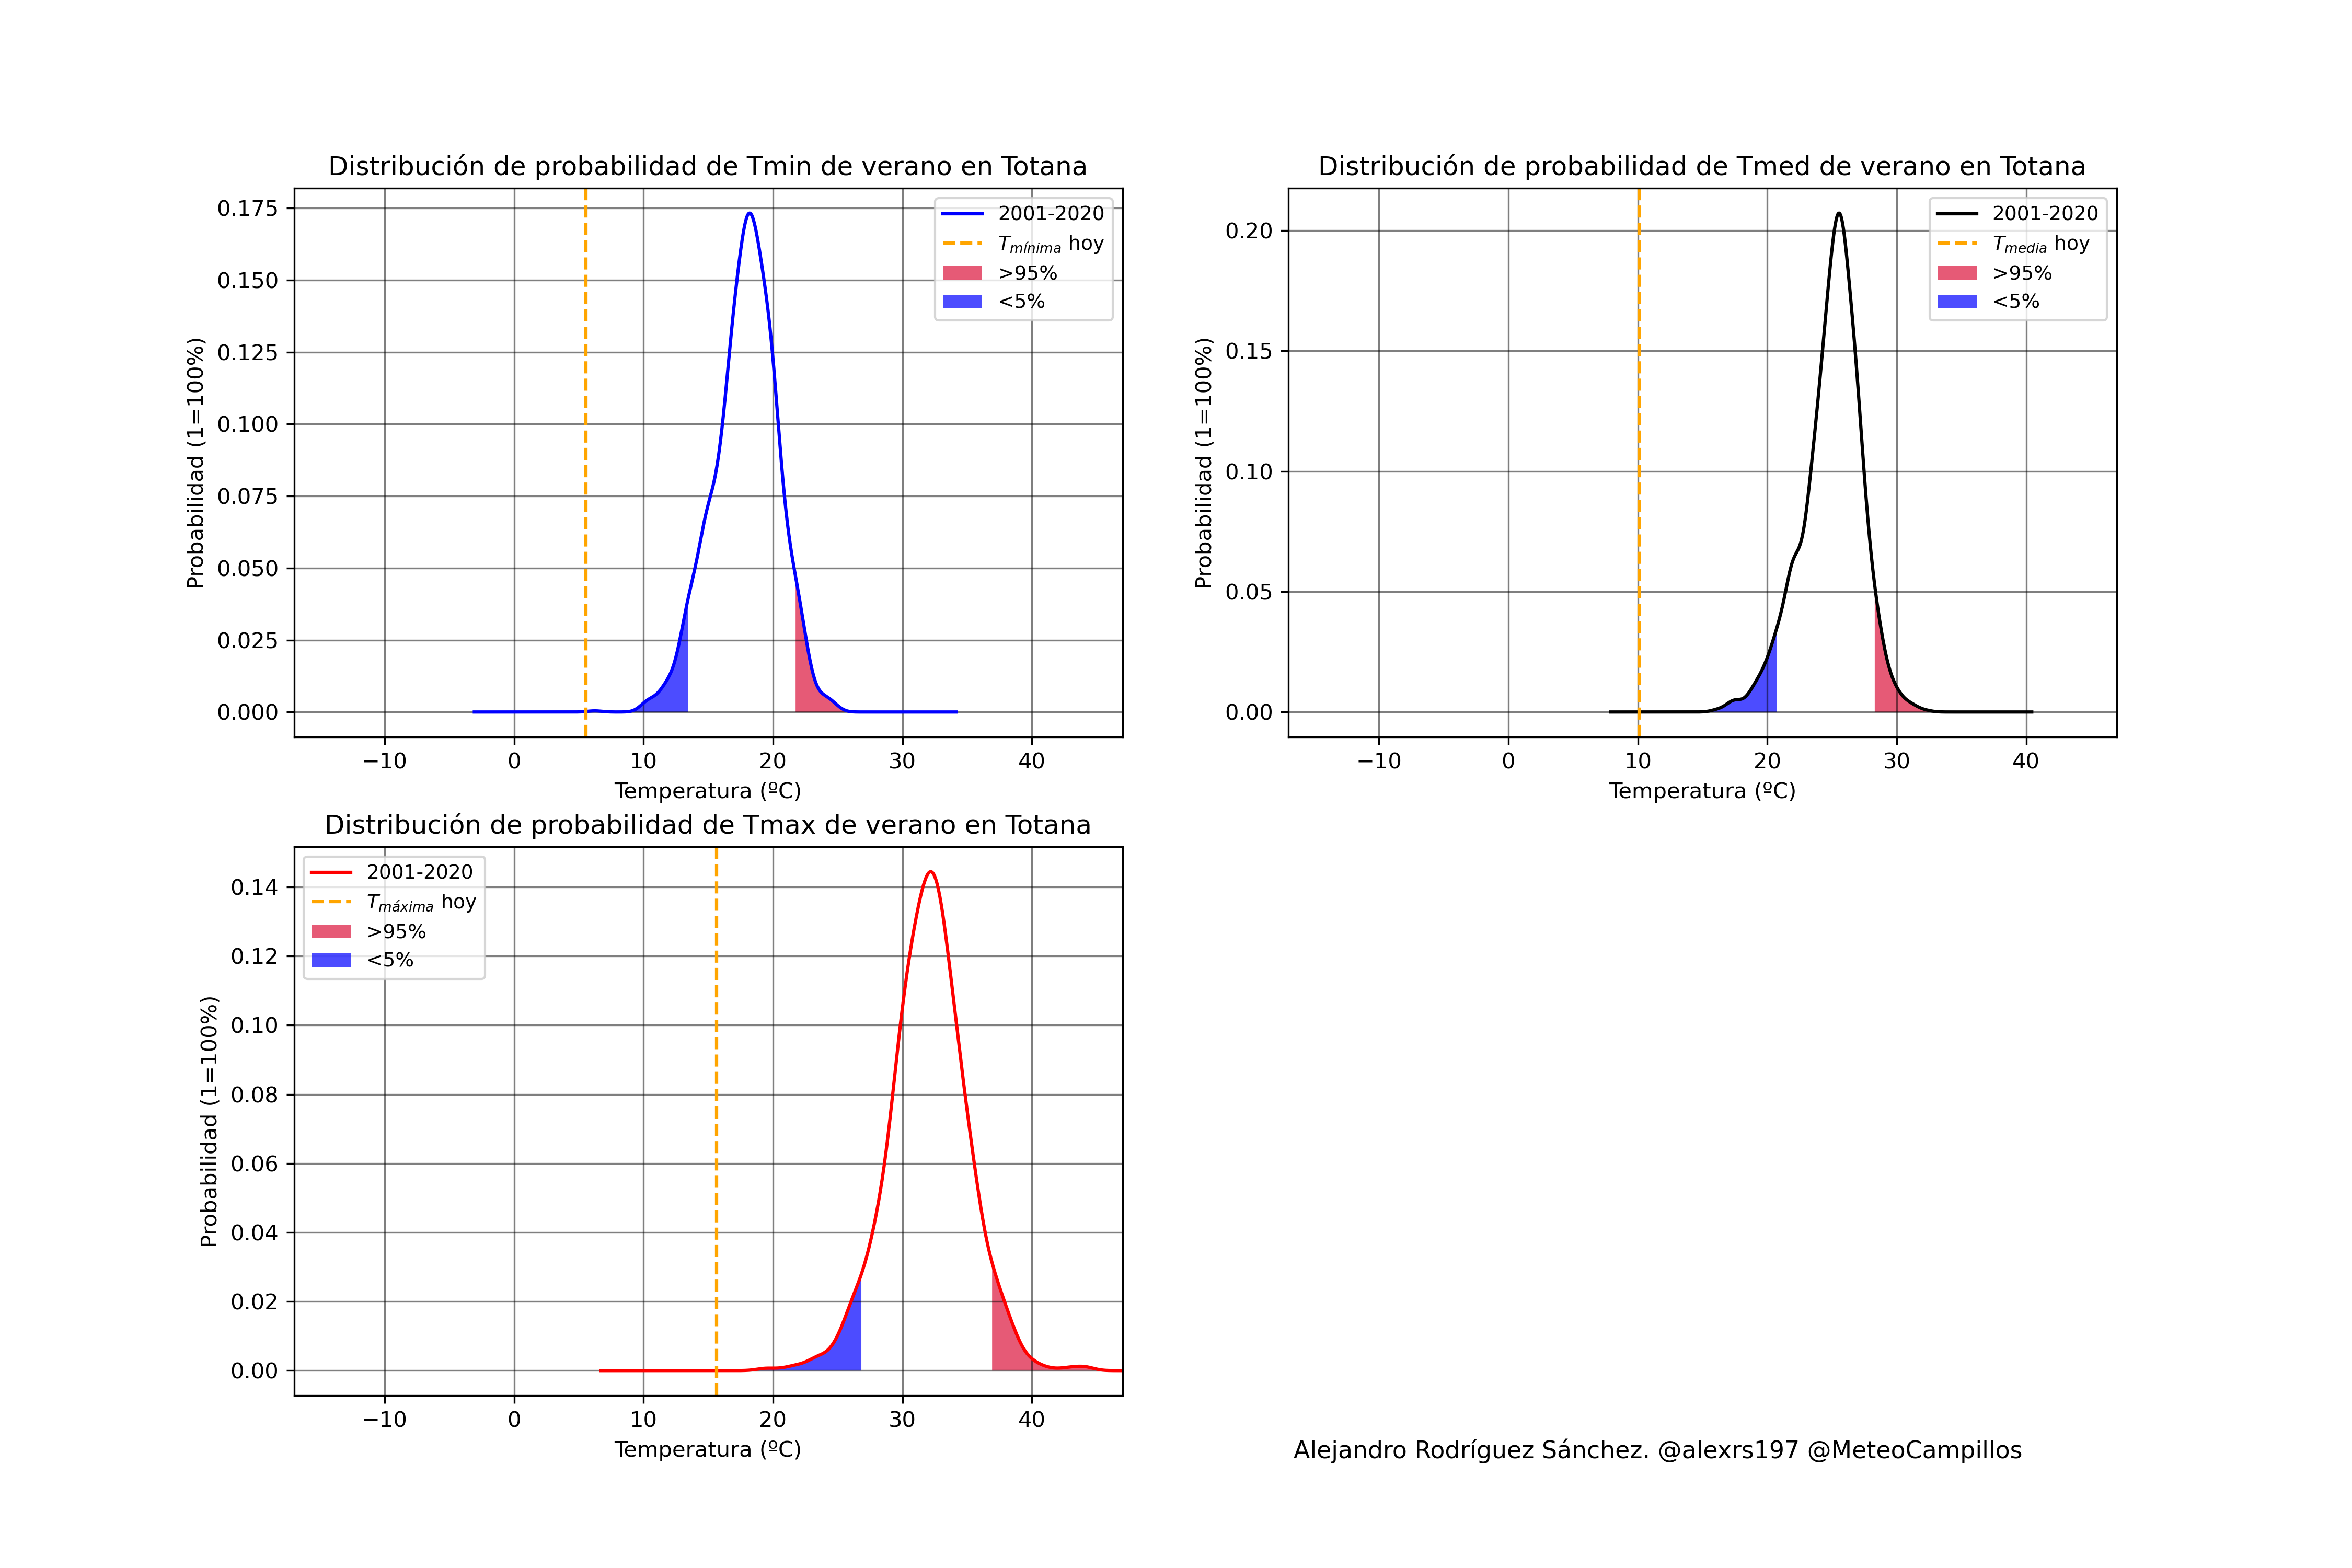 Distribución de probabilidad de Tmin de verano en Totana
0.175
0.150
0.125
0.100
0.075
0.050
0.025
0.000
Probabilidad (1=100%)
2001-2020
Tmínima hoy
>95%
<5%
−10 0 10 20 30 40
Temperatura (ºC)
Distribución de probabilidad de Tmed de verano en Totana
0.20
0.15
0.10
0.05
0.00
Probabilidad (1=100%)
2001-2020
Tmedia hoy
>95%
<5%
−10 0 10 20 30 40
Temperatura (ºC)
Distribución de probabilidad de Tmax de verano en Totana
0.14
0.12
0.10
0.08
0.06
0.04
0.02
0.00
Probabilidad (1=100%)
2001-2020
Tmáxima hoy
>95%
<5%
−10 0 10 20 30 40
Temperatura (ºC)
Alejandro Rodríguez Sánchez. @alexrs197 @MeteoCampillos